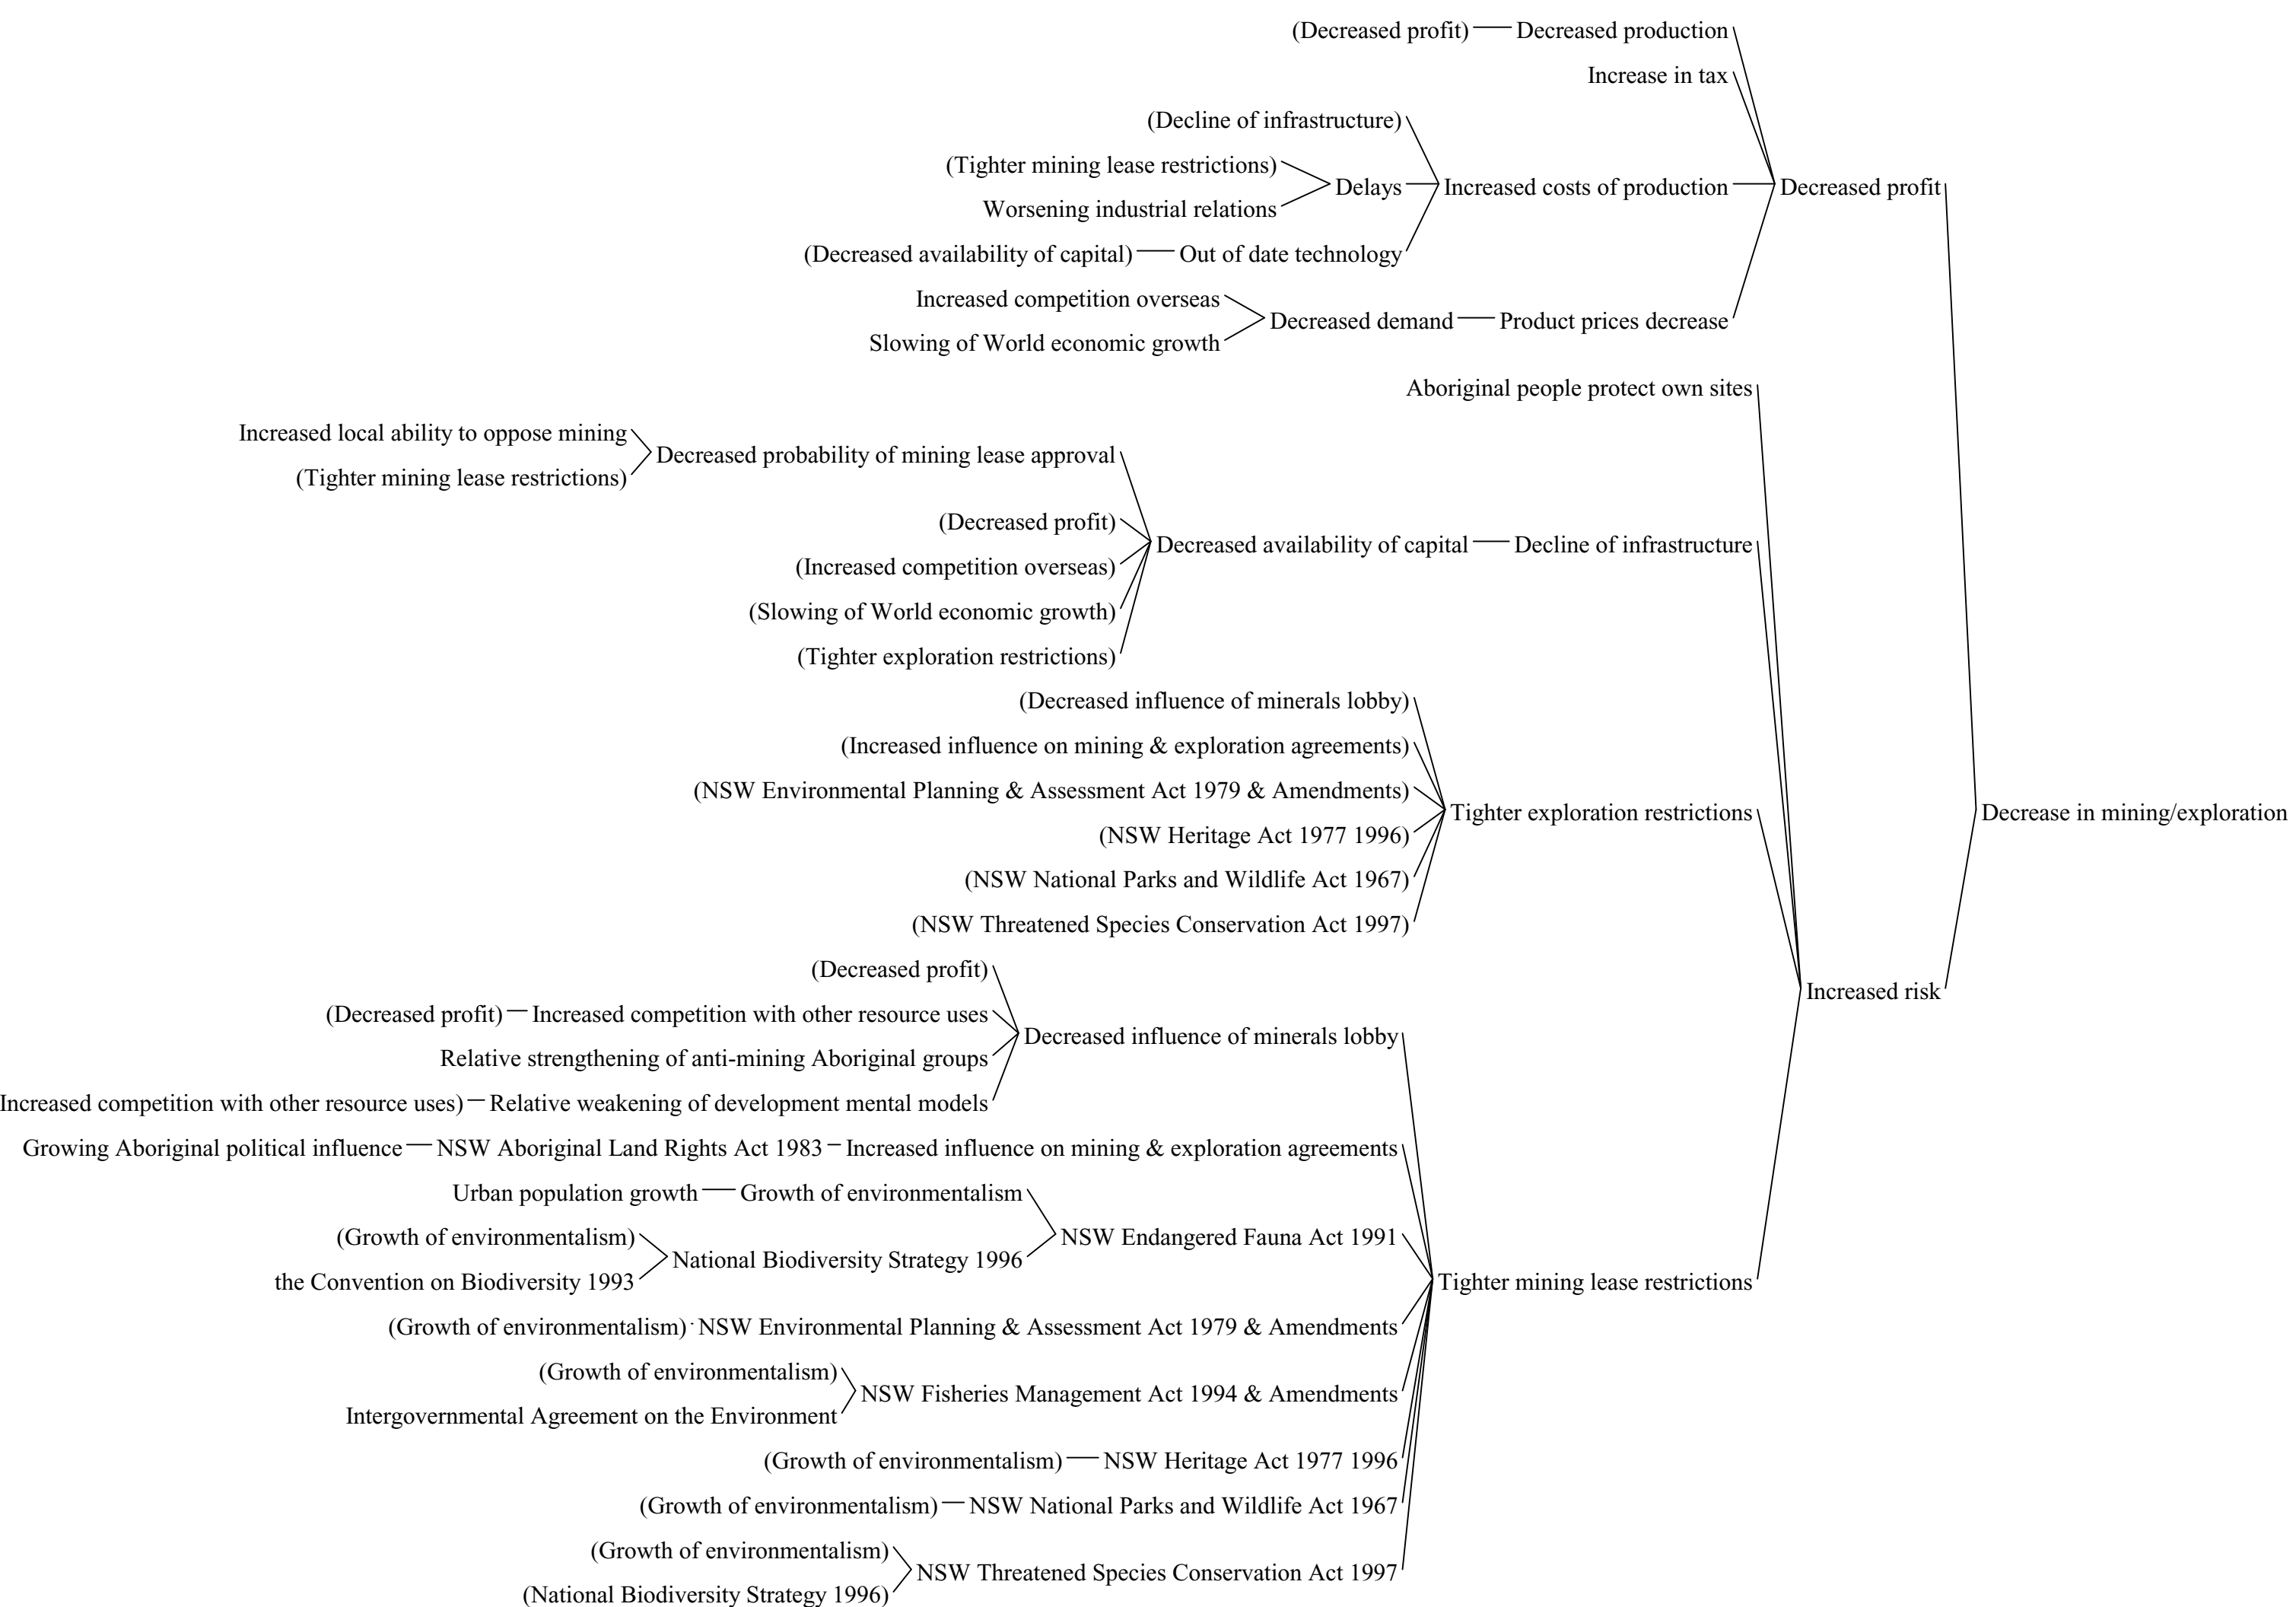 (Decreased profit) Decreased production
Increase in tax
(Decline of infrastructure)
(Tighter mining lease restrictions)
Delays Increased costs of production Decreased profit
Worsening industrial relations
(Decreased availability of capital) Out of date technology
Increased competition overseas
Decreased demand Product prices decrease
Slowing of World economic growth
Aboriginal people protect own sites
Increased local ability to oppose mining
Decreased probability of mining lease approval
(Tighter mining lease restrictions)
(Decreased profit)
Decreased availability of capital Decline of infrastructure
(Increased competition overseas)
(Slowing of World economic growth)
(Tighter exploration restrictions)
(Decreased influence of minerals lobby)
(Increased influence on mining & exploration agreements)
(NSW Environmental Planning & Assessment Act 1979 & Amendments)
Tighter exploration restrictions Decrease in mining/exploration
(NSW Heritage Act 1977 1996)
(NSW National Parks and Wildlife Act 1967)
(NSW Threatened Species Conservation Act 1997)
(Decreased profit)
Increased risk
(Decreased profit) Increased competition with other resource uses
Decreased influence of minerals lobby
Relative strengthening of anti-mining Aboriginal groups
Increased competition with other resource uses) Relative weakening of development mental models
Growing Aboriginal political influence NSW Aboriginal Land Rights Act 1983 Increased influence on mining & exploration agreements
Urban population growth Growth of environmentalism
(Growth of environmentalism) NSW Endangered Fauna Act 1991
National Biodiversity Strategy 1996
the Convention on Biodiversity 1993 Tighter mining lease restrictions
(Growth of environmentalism) NSW Environmental Planning & Assessment Act 1979 & Amendments
(Growth of environmentalism)
NSW Fisheries Management Act 1994 & Amendments
Intergovernmental Agreement on the Environment
(Growth of environmentalism) NSW Heritage Act 1977 1996
(Growth of environmentalism) NSW National Parks and Wildlife Act 1967
(Growth of environmentalism)
NSW Threatened Species Conservation Act 1997
(National Biodiversity Strategy 1996)